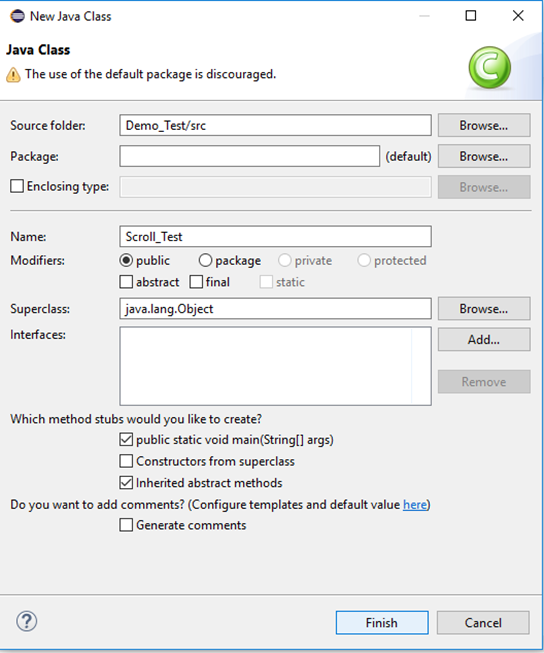 New Java Class
Java Class
The use of the default package is discouraged.
Source folder: Demo_Test/src Browse...
Package: (default) Browse...
Enclosing type: Browse...
Name: Scroll_Test
Modifiers: public package private protected
abstract final static
Superclass: java.lang.Object Browse...
Interfaces: Add...
Remove
Which method stubs would you like to create?
public static void main(String[] args)
Constructors from superclass
Inherited abstract methods
Do you want to add comments? (Configure templates and default value here)
Generate comments
? Finish Cancel